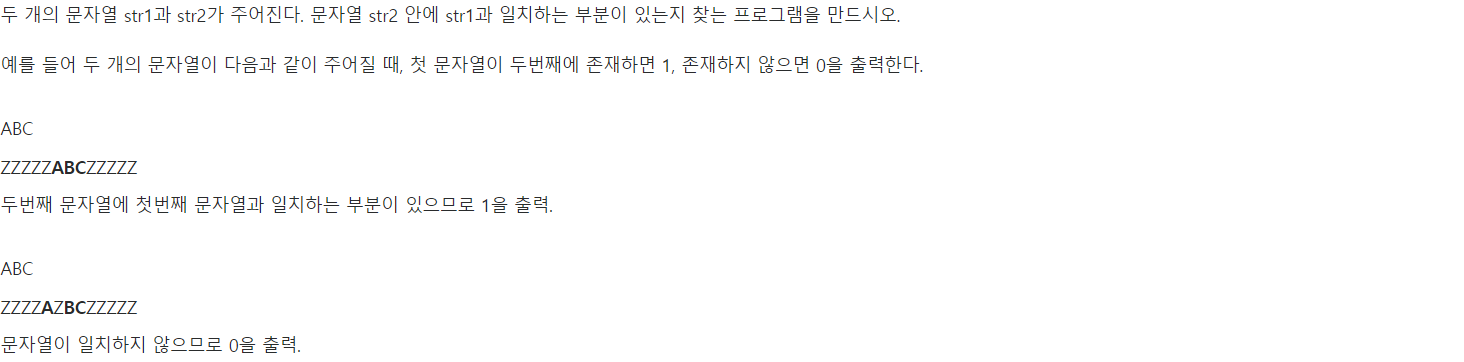 두 개의 문자열 str1과 str2가 주어진다. 문자열 str2 안에 str1과 일치하는 부분이 있는지 찾는 프로그램을 만드시오.
예를 들어 두 개의 문자열이 다음과 같이 주어질 때, 첫 문자열이 두번째에 존재하면 1, 존재하지 않으면 0을 출력한다.
ABC
ZZZZZABCZZZZZ
두번째 문자열에 첫번째 문자열과 일치하는 부분이 있으므로 1을 출력.
ABC
ZZZZAZBCZZZZZ
문자열이 일치하지 않으므로 0을 출력.